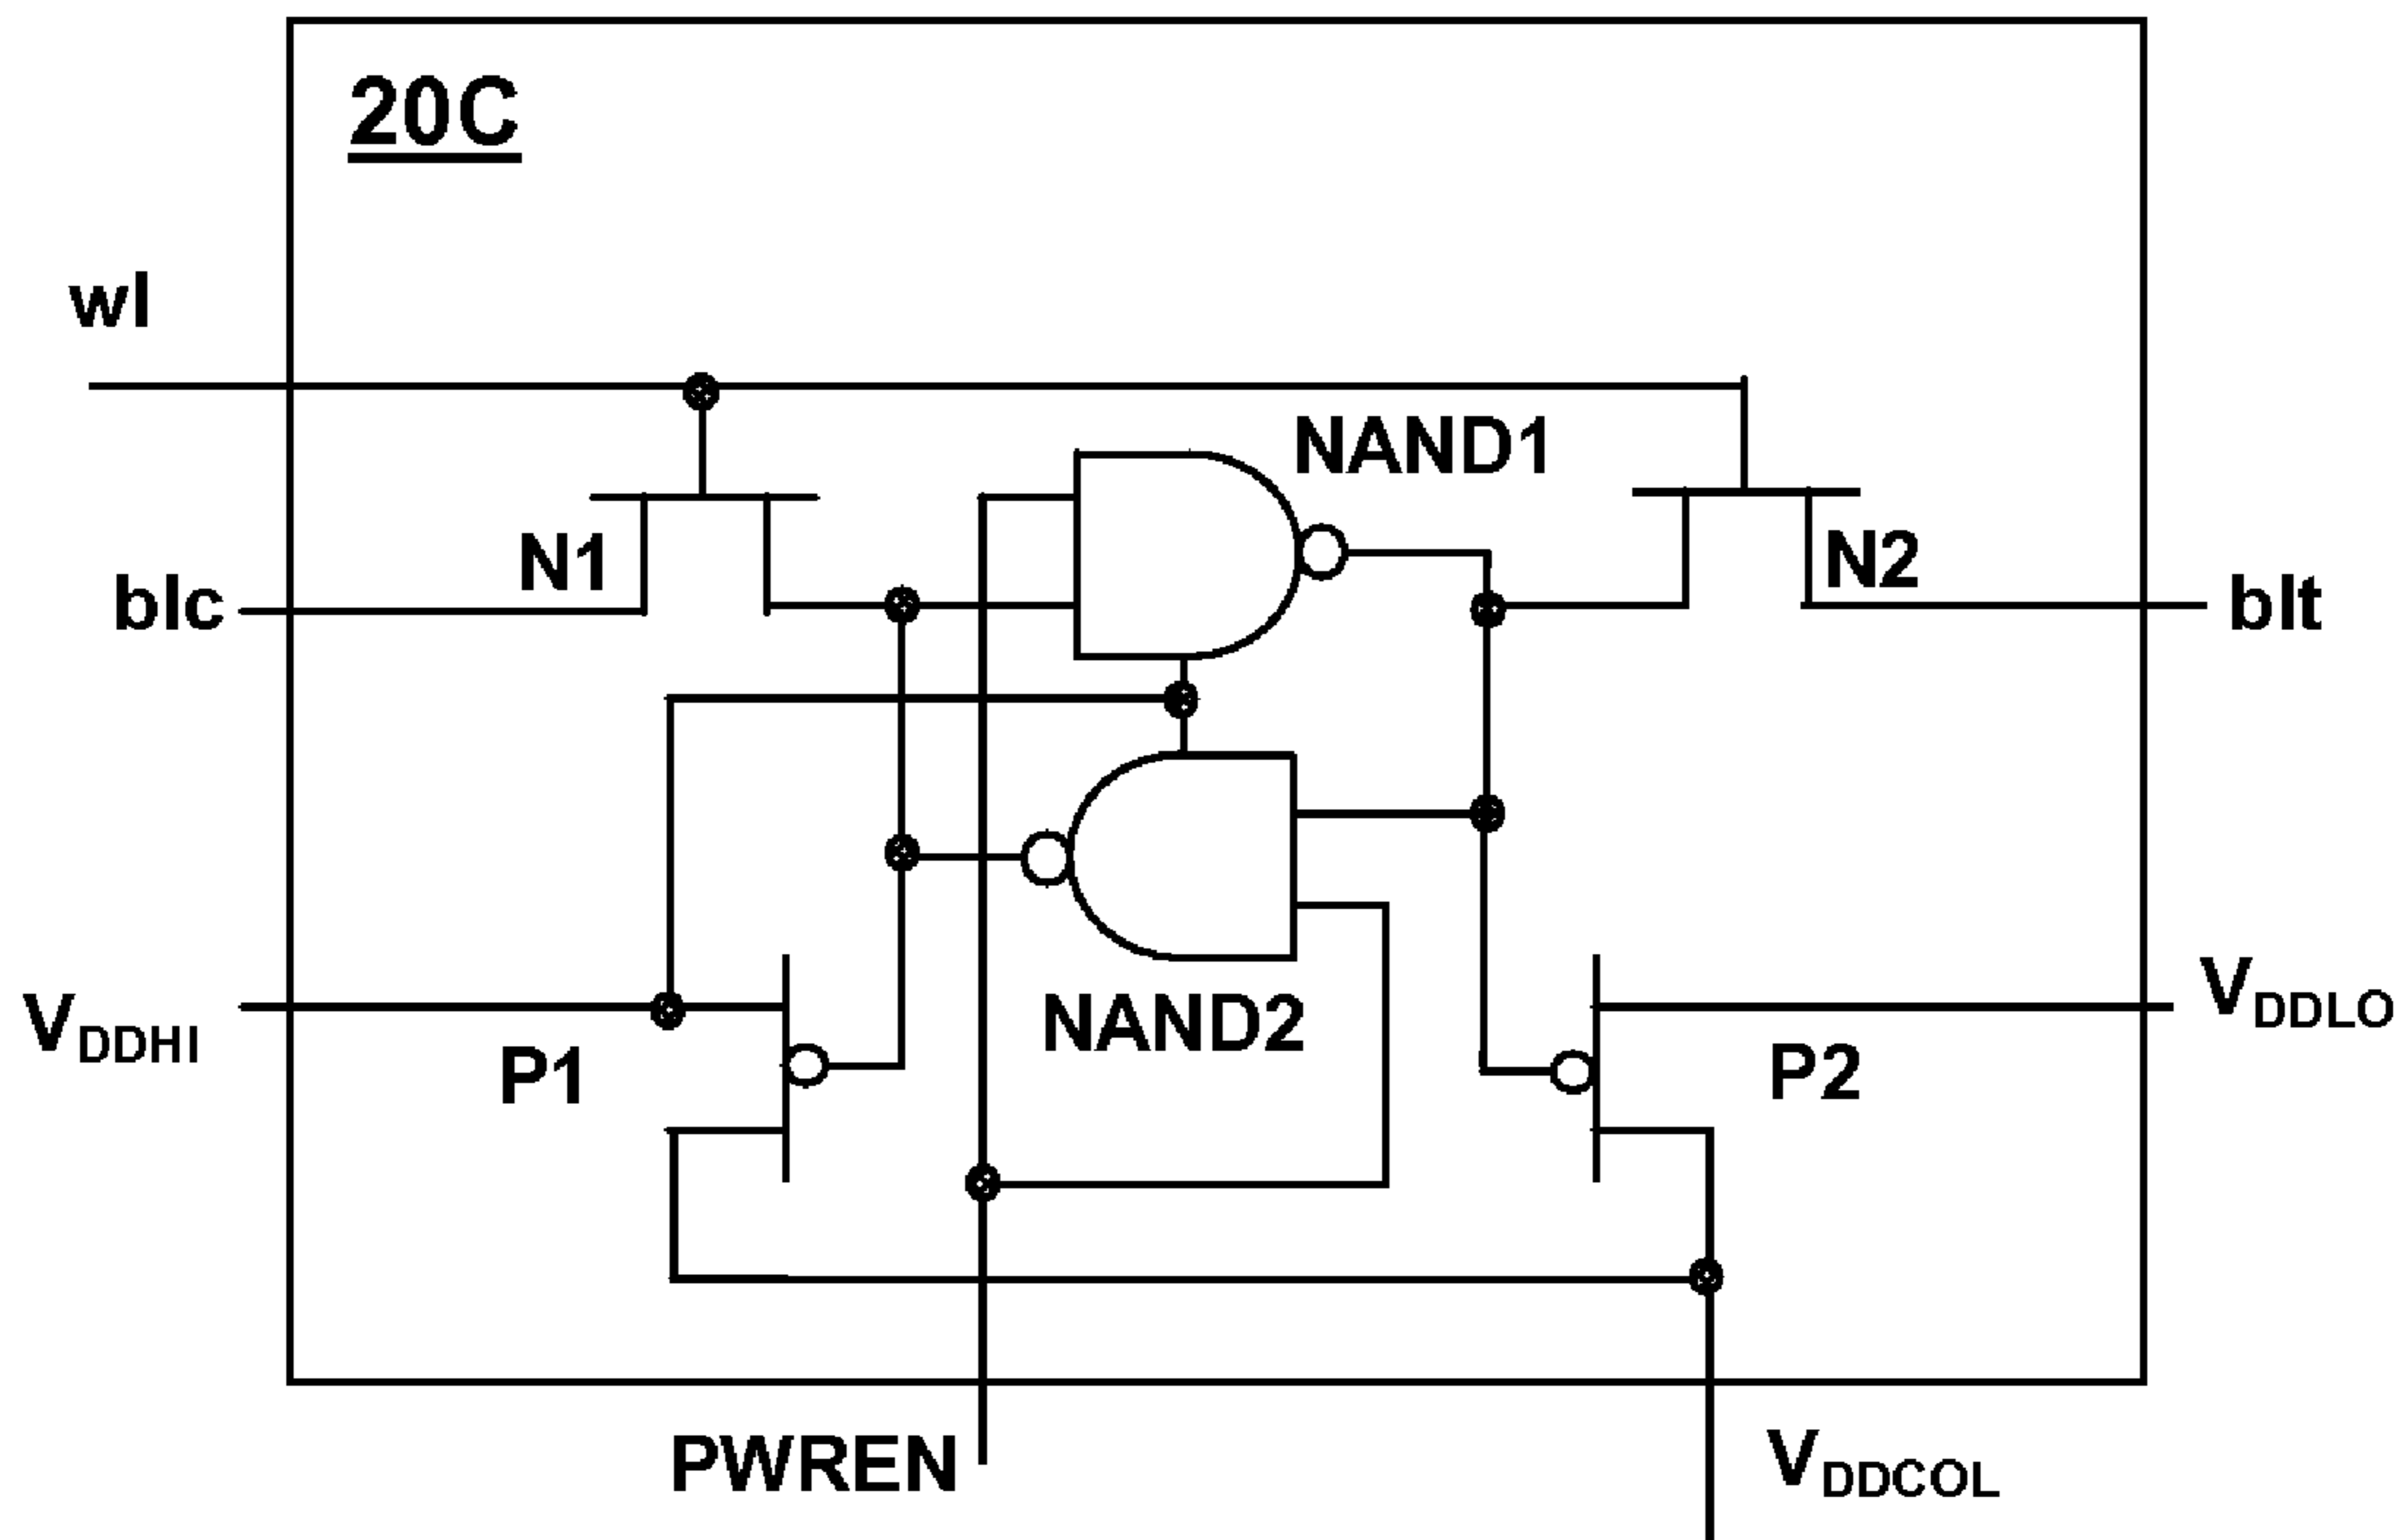 20C
wl
NAND1
N1
N2
blc
blt
VDDHI
VDDLO
NAND2
P1
P2
PWREN
VDDCOL